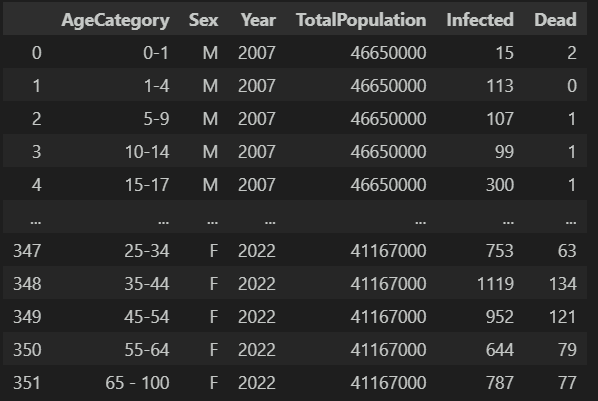 AgeCategory Sex Year TotalPopulation Infected Dead
0 0-1 M 2007 46650000 15 2
1 1-4 M 2007 46650000 113 0
2 5-9 M 2007 46650000 107 1
3 10-14 M 2007 46650000 99 1
4 15-17 M 2007 46650000 300 1
... ... ... ... ... ... ...
347 25-34 F 2022 41167000 753 63
348 35-44 F 2022 41167000 1119 134
349 45-54 F 2022 41167000 952 121
350 55-64 F 2022 41167000 644 79
351 65 - 100 F 2022 41167000 787 77